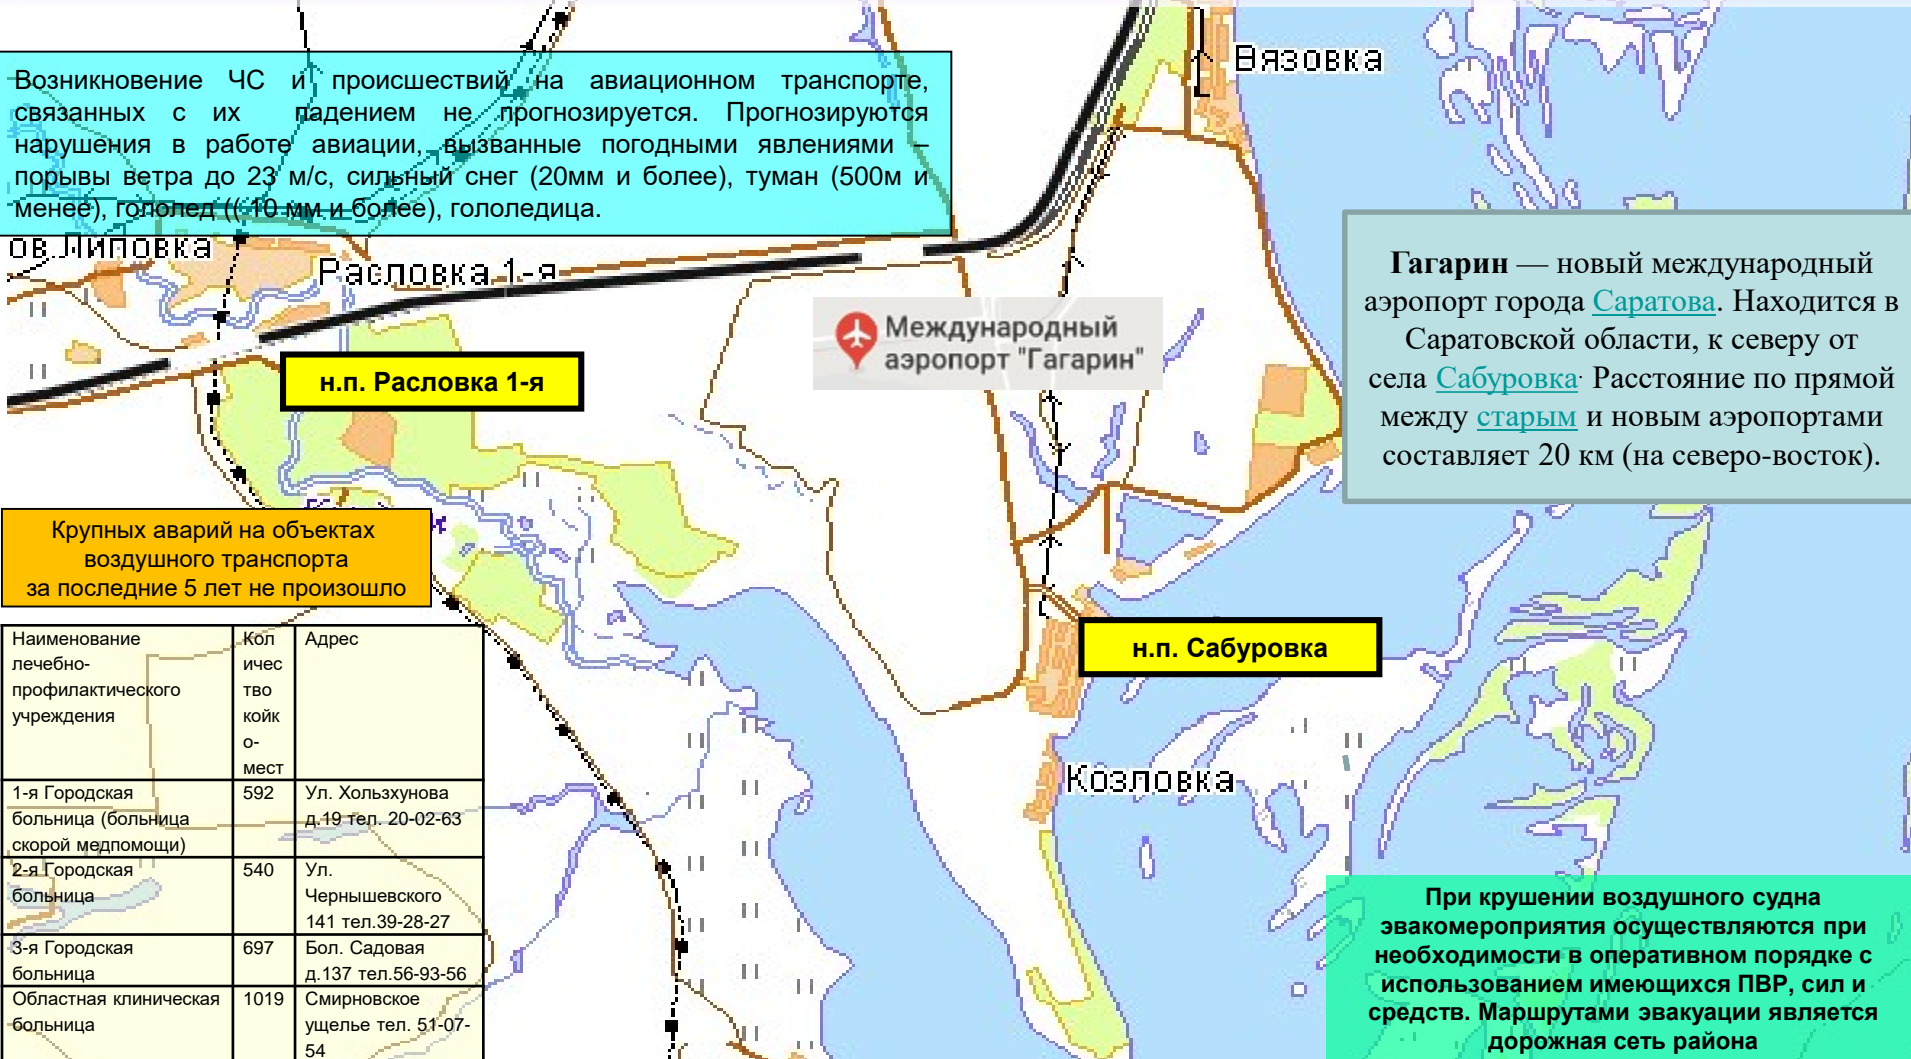 Вязовка
Возникновение ЧС и происшествий на авиационном транспорте,
связанных с их падением не прогнозируется. Прогнозируются
нарушения в работе авиации, вызванные погодными явлениями –
порывы ветра до 23 м/с, сильный снег (20мм и более), туман (500м и
менее), гололед (( 10 мм и более), гололедица.
ов.Липовка
Расловка 1-я
Гагарин — новый международный
аэропорт города Саратова. Находится в
Саратовской области, к северу от
села Сабуровка. Расстояние по прямой
между старым и новым аэропортами
составляет 20 км (на северо-восток).
Международный
аэропорт "Гагарин"
н.п. Расловка 1-я
Крупных аварий на объектах
воздушного транспорта
за последние 5 лет не произошло
н.п. Сабуровка
Козловка
Наименование
лечебно-
профилактического
учреждения
Кол
ичес
тво
койк
о-
мест
Адрес
1-я Городская
больница (больница
скорой медпомощи)
592
Ул. Хользхунова
д.19 тел. 20-02-63
2-я Городская
больница
540
Ул.
Чернышевского
141 тел.39-28-27
3-я Городская
больница
697
Бол. Садовая
д.137 тел.56-93-56
Областная клиническая
больница
1019
Смирновское
ущелье тел. 51-07-
54
При крушении воздушного судна
эвакомероприятия осуществляются при
необходимости в оперативном порядке с
использованием имеющихся ПВР, сил и
средств. Маршрутами эвакуации является
дорожная сеть района